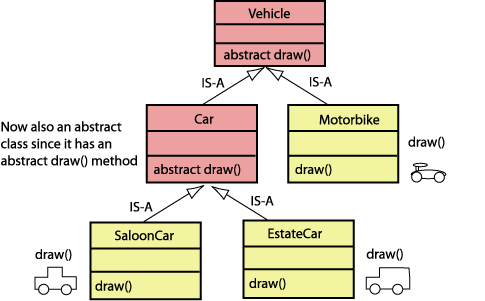 Vehicle
abstract draw()
IS-A
IS-A
Now also an abstract
class since it has an
abstract draw() method
Car
abstract draw()
Motorbike
draw()
draw()
IS-A
IS-A
draw()
SaloonCar
draw()
EstateCar
draw()
draw()